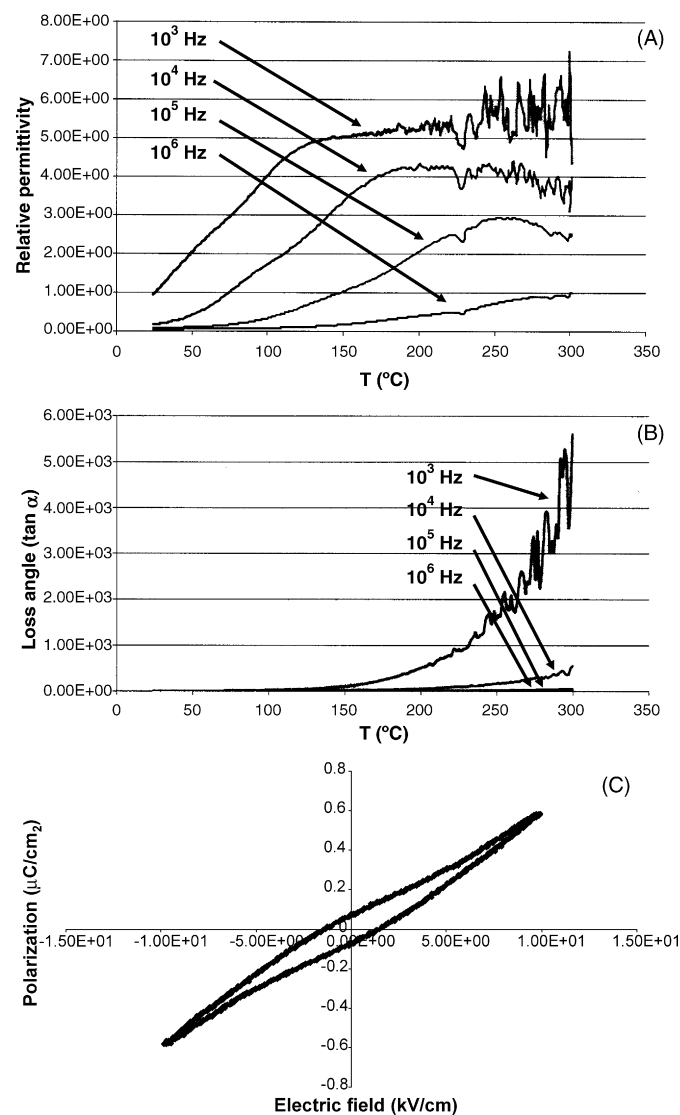 (A)
8.00E+00
7.00E+00
6.00E+00
5.00E+00
4.00E+00
3.00E+00
2.00E+00
1.00E+00
0.00E+00
Relative permittivity
10³ Hz
10⁴ Hz
10⁵ Hz
10⁶ Hz
0 50 100 150 200 250 300 350
T (ºC)
(B)
6.00E+03
5.00E+03
4.00E+03
3.00E+03
2.00E+03
1.00E+03
0.00E+00
Loss angle (tan α)
10³ Hz
10⁴ Hz
10⁵ Hz
10⁶ Hz
0 50 100 150 200 250 300 350
T (ºC)
(C)
0.8
0.6
0.4
0.2
0
-0.2
-0.4
-0.6
-0.8
Polarization (μC/cm₂)
-1.50E+01 -1.00E+01 -5.00E+00 0.00E+00 5.00E+00 1.00E+01 1.50E+01
Electric field (kV/cm)